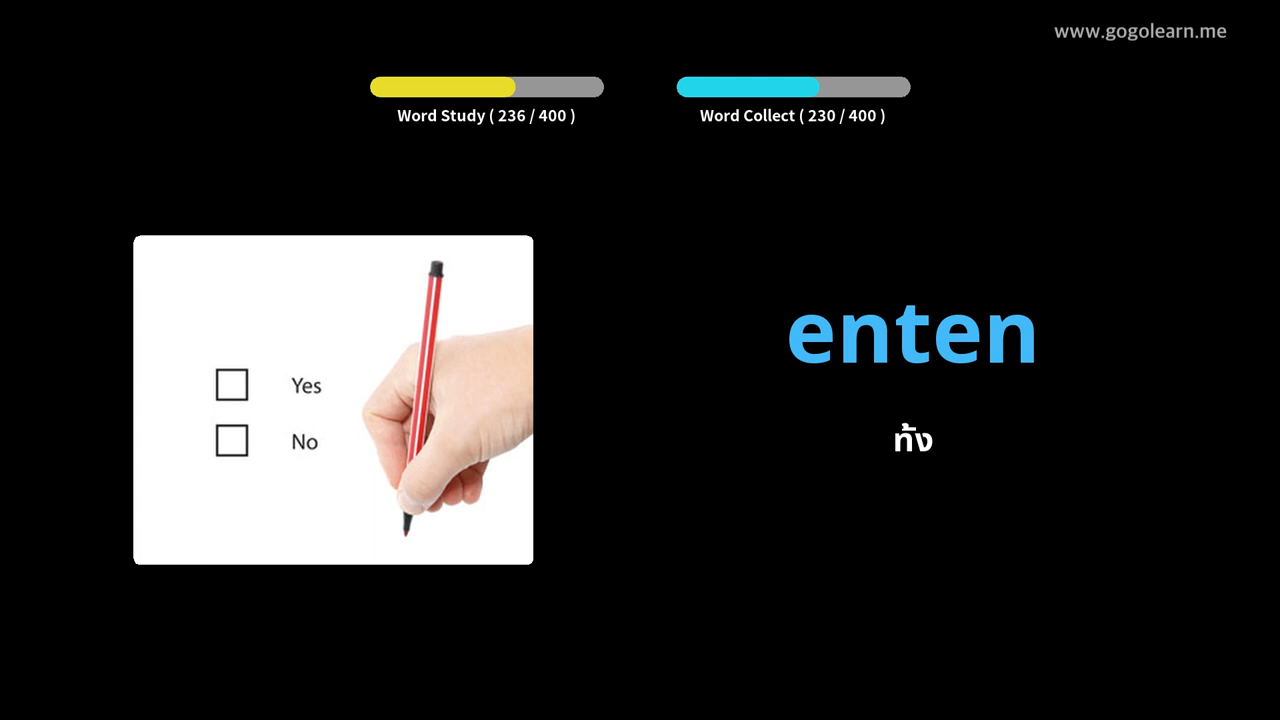 www.gogolearn.me
Word Study ( 236 / 400 )
Word Collect ( 230 / 400 )
enten
ทั้ง
Yes
No